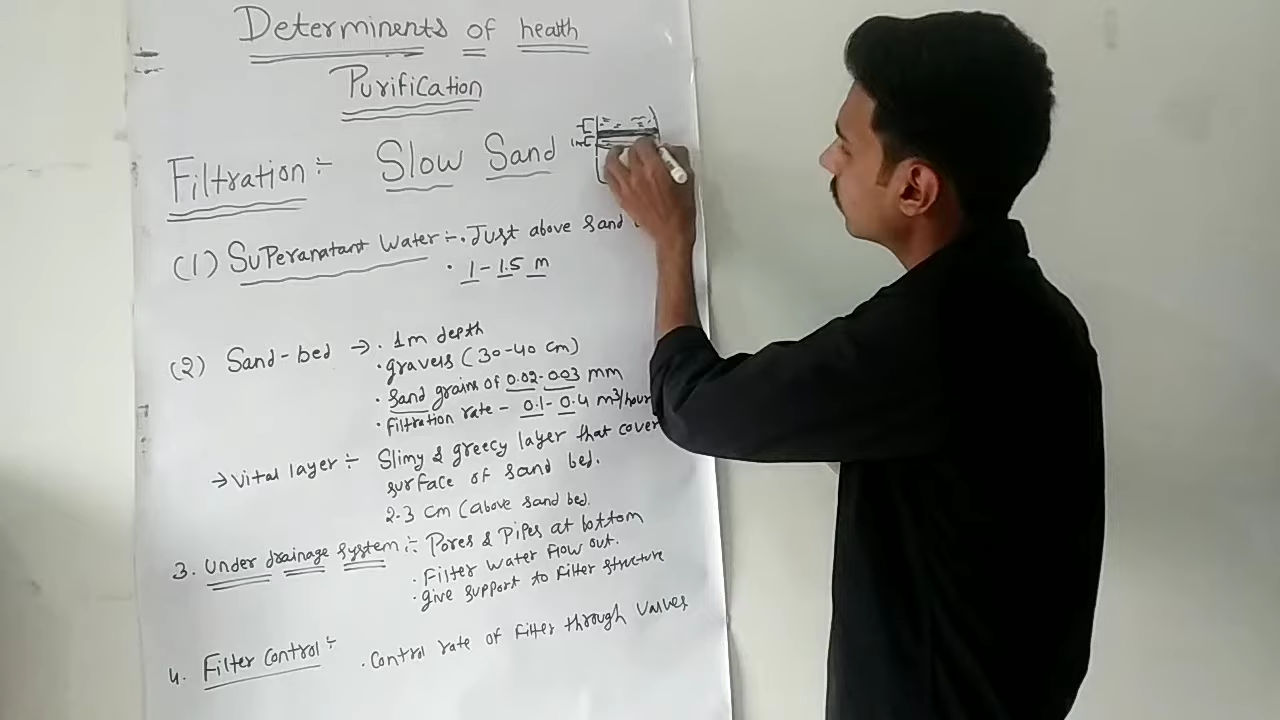 Determinents of health
Purification
Filtration:- Slow Sand
(1) Superanatant Water:- . Just above sand
. 1 - 1.5 m
(2) Sand-bed → . 1m depth
. gravers (30-40 cm)
. Sand grains of 0.02-0.03 mm
. filtration rate - 0.1- 0.4 m³/hour
→ Vital layer:- Slimy & greecy layer that cover
surface of sand bed.
2-3 cm (above sand bed.
3. Under drainage system:- Pores & Pipes at bottom
. Filter water flow out.
. give support to filter structure
4. Filter Control:- . Control rate of filter through Valves